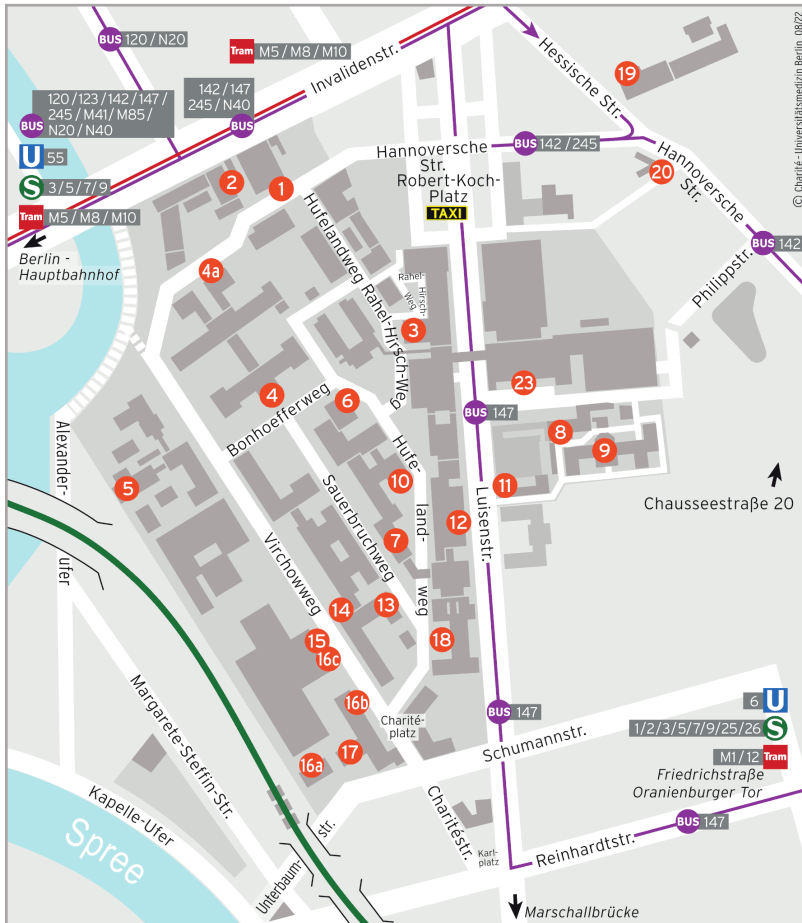 BUS 120 / N20
Tram M5 / M8 / M10
© Charité - Universitätsmedizin Berlin 08/22
Hessische Str.
19
Invalidenstr.
120 / 123 / 142 / 147 /
245 / M41 / M85 /
N20 / N40
BUS
142 / 147
245 / N40
BUS
U 55
S 3 / 5 / 7 / 9
Tram M5 / M8 / M10
Berlin -
Hauptbahnhof
2
1
Hannoversche
Str.
BUS 142 / 245
Robert-Koch-
Platz
TAXI
Hannoversche
Str.
20
BUS 142
Philippstr.
Hufelandweg
4a
Rahel-
Hirsch-
Weg
Rahel-Hirsch-Weg
3
23
4
6
Bonhoefferweg
BUS 147
8
9
Alexander-
ufer
5
Hufe-
land-
weg
10
11
12
Luisenstr.
Chausseestraße 20
Sauerbruchweg
7
Virchowweg
14
13
15
16c
18
16b
Charité-
platz
17
16a
BUS 147
Schumannstr.
6 U
1/2/3/5/7/9/25/26 S
M1 / 12 Tram
Friedrichstraße
Oranienburger Tor
Margarete-Steffin-Str.
Kapelle-Ufer
Spree
Unterbaum-
str.
Charitéstr.
Karl-
platz
Reinhardtstr.
BUS 147
Marschallbrücke